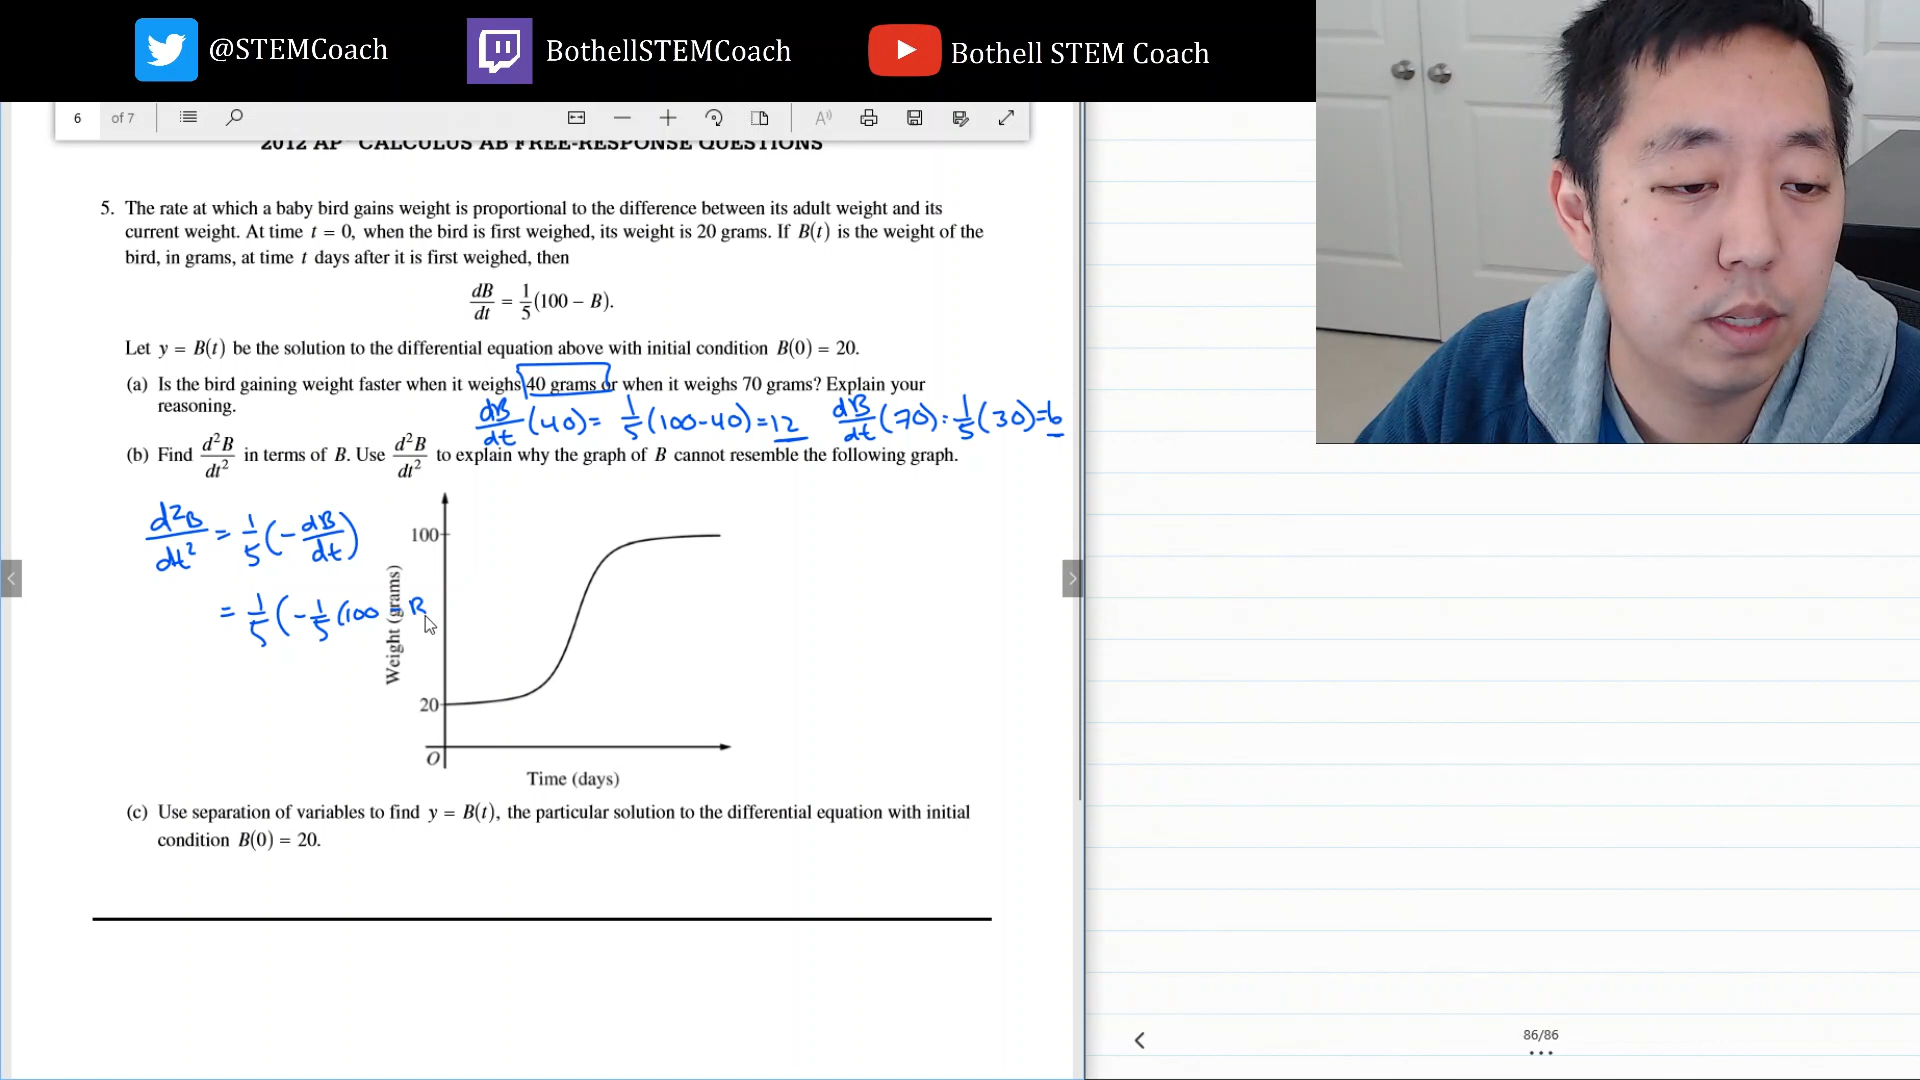 @STEMCoach BothellSTEMCoach Bothell STEM Coach
6 of 7
2012 AP CALCULUS AB FREE-RESPONSE QUESTIONS
5. The rate at which a baby bird gains weight is proportional to the difference between its adult weight and its
current weight. At time t = 0, when the bird is first weighed, its weight is 20 grams. If B(t) is the weight of the
bird, in grams, at time t days after it is first weighed, then
dB/dt = 1/5(100 – B).
Let y = B(t) be the solution to the differential equation above with initial condition B(0) = 20.
(a) Is the bird gaining weight faster when it weighs 40 grams or when it weighs 70 grams? Explain your
reasoning.
dB/dt (40) = 1/5 (100-40) = 12 dB/dt (70) = 1/5 (30) = 6
(b) Find d²B/dt² in terms of B. Use d²B/dt² to explain why the graph of B cannot resemble the following graph.
d²B/dt² = 1/5 (- dB/dt)
= 1/5 (- 1/5 (100 - B
100
Weight (grams)
20
O
Time (days)
(c) Use separation of variables to find y = B(t), the particular solution to the differential equation with initial
condition B(0) = 20.
86/86